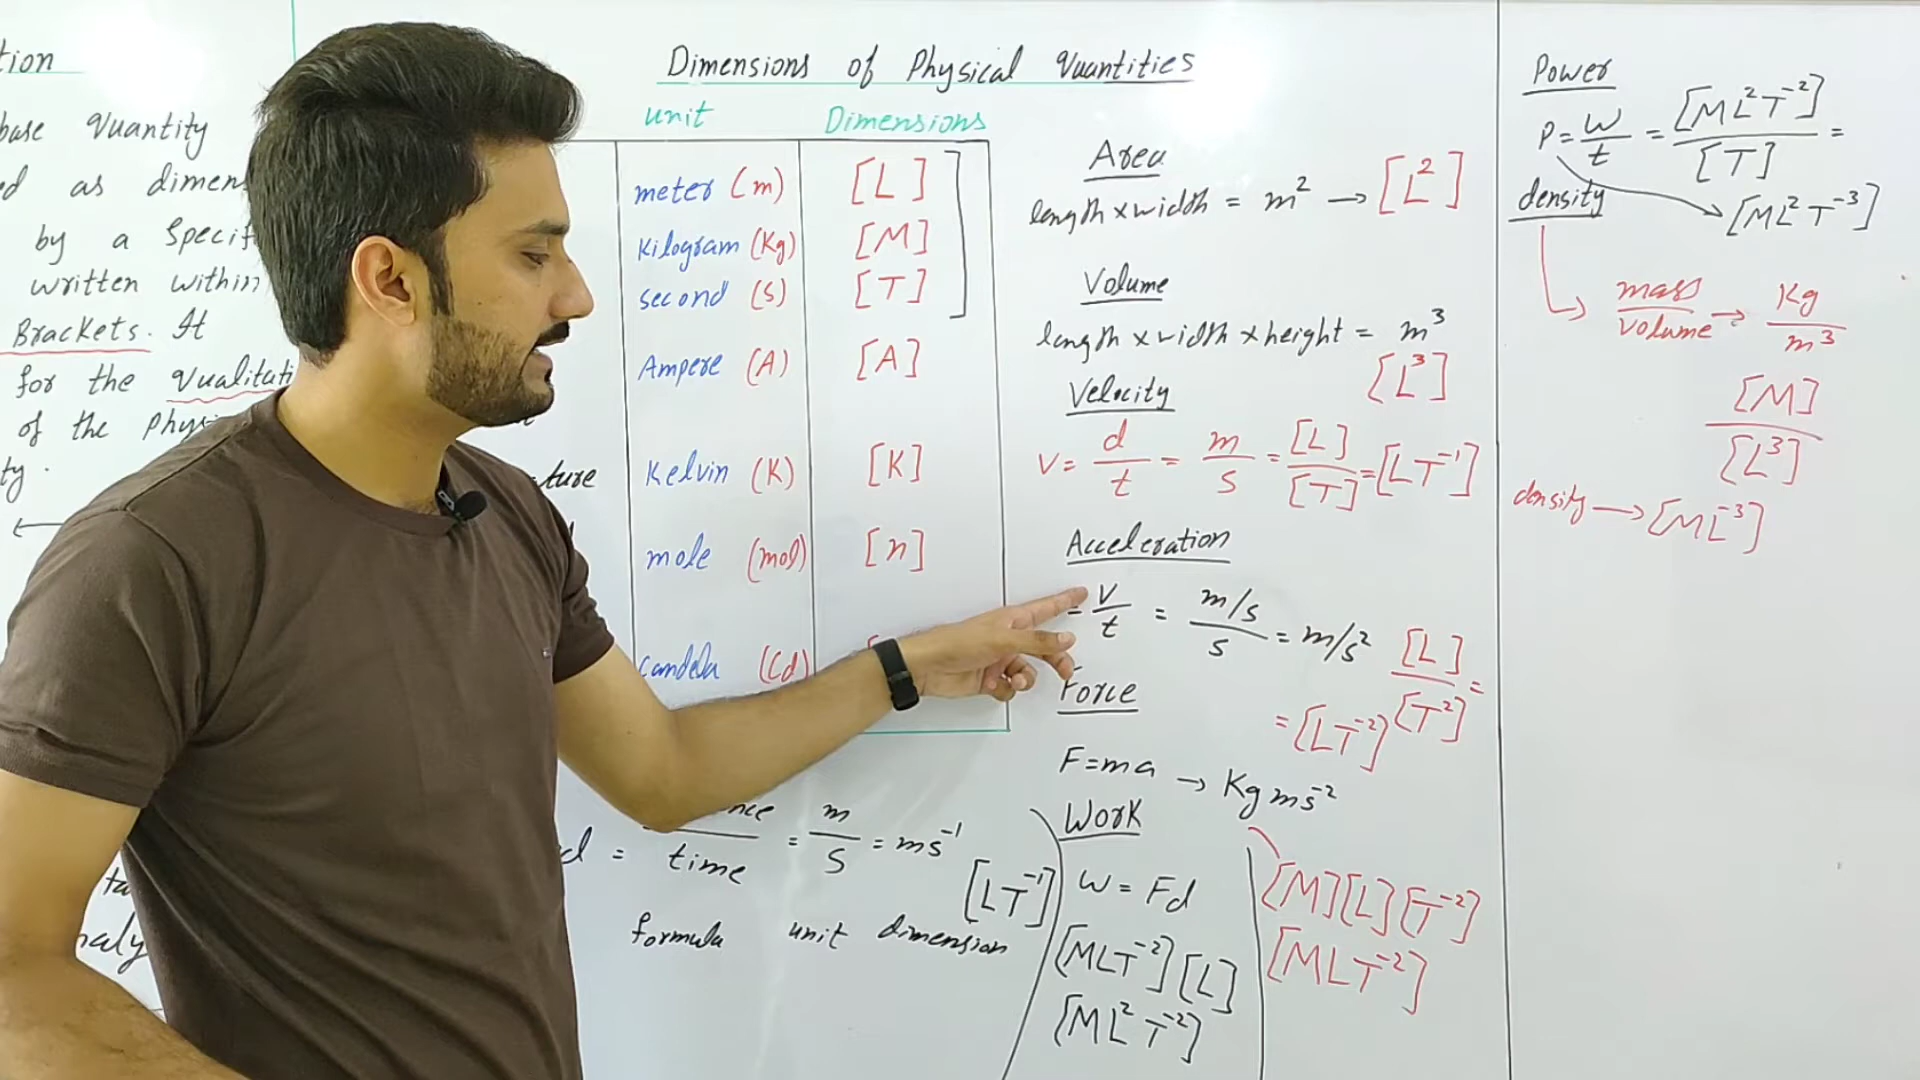 tion
base Quantity
ed as dimen
by a Specif
written within
Brackets. It
for the Qualitati
of the Phys
ty.
←
Dimensions of Physical Quantities
unit Dimensions
meter (m) [L]
Kilogram (Kg) [M]
second (s) [T]
Ampere (A) [A]
ture Kelvin (K) [K]
mole (mol) [n]
Candela (Cd)
d = nce/time = m/s = ms⁻¹
[LT⁻¹]
formula unit dimension
naly
Area
length × width = m² → [L²]
Volume
length × width × height = m³
[L³]
Velocity
v = d/t = m/s = [L]/[T] = [LT⁻¹]
Acceleration
= v/t = m/s/s = m/s² [L]/[T²] =
= [LT⁻²]
Force
F = ma → Kg ms⁻²
[M][L][T⁻²]
[MLT⁻²]
Work
W = Fd
[MLT⁻²][L]
[ML²T⁻²]
Power
P = W/t = [ML²T⁻²]/[T] =
[ML²T⁻³]
density
mass/volume → Kg/m³
[M]/[L³]
density → [ML⁻³]